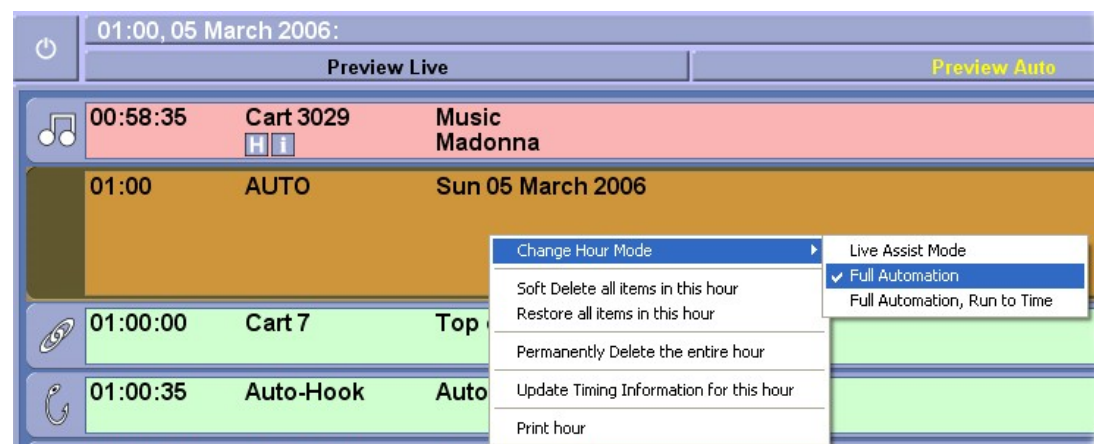 01:00, 05 March 2006:
Preview Live Preview Auto
00:58:35 Cart 3029 Music
H i Madonna
01:00 AUTO Sun 05 March 2006
Change Hour Mode Live Assist Mode
Full Automation
Soft Delete all items in this hour
Restore all items in this hour Full Automation, Run to Time
01:00:00 Cart 7 Top
Permanently Delete the entire hour
01:00:35 Auto-Hook Auto
Update Timing Information for this hour
Print hour